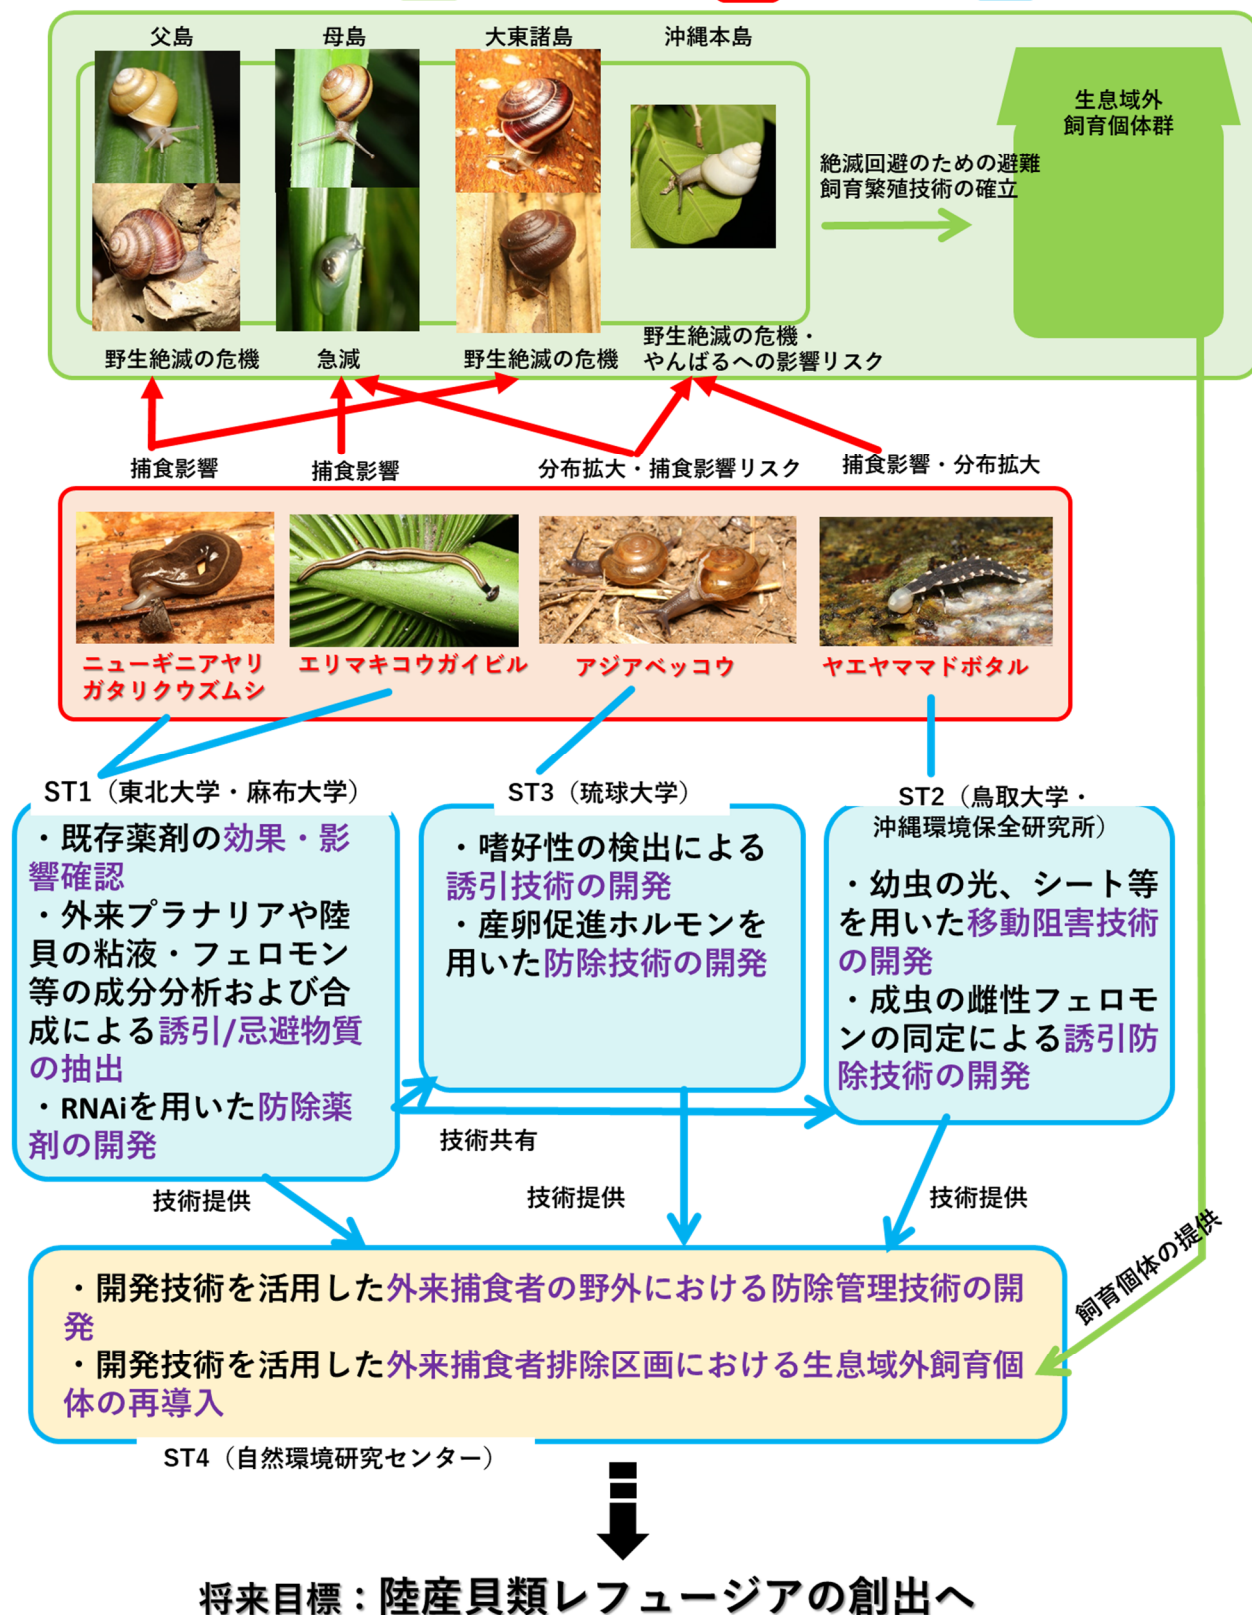 父島
母島
大東諸島
沖縄本島
生息域外
飼育個体群
絶滅回避のための避難
飼育繁殖技術の確立
野生絶滅の危機
急減
野生絶滅の危機
野生絶滅の危機・
やんばるへの影響リスク
捕食影響
捕食影響
分布拡大・捕食影響リスク
捕食影響・分布拡大
ニューギニアヤリ
ガタリクウズムシ
エリマキコウガイビル
アジアベッコウ
ヤエヤママドボタル
ST1（東北大学・麻布大学）
・既存薬剤の効果・影
響確認
・外来プラナリアや陸
貝の粘液・フェロモン
等の成分分析および合
成による誘引/忌避物質
の抽出
・RNAiを用いた防除薬
剤の開発
ST3（琉球大学）
・嗜好性の検出による
誘引技術の開発
・産卵促進ホルモンを
用いた防除技術の開発
ST2（鳥取大学・
沖縄環境保全研究所）
・幼虫の光、シート等
を用いた移動阻害技術
の開発
・成虫の雌性フェロモ
ンの同定による誘引防
除技術の開発
技術共有
技術提供
技術提供
技術提供
飼育個体の提供
・開発技術を活用した外来捕食者の野外における防除管理技術の開
発
・開発技術を活用した外来捕食者排除区画における生息域外飼育個
体の再導入
ST4（自然環境研究センター）
将来目標：陸産貝類レフュージアの創出へ